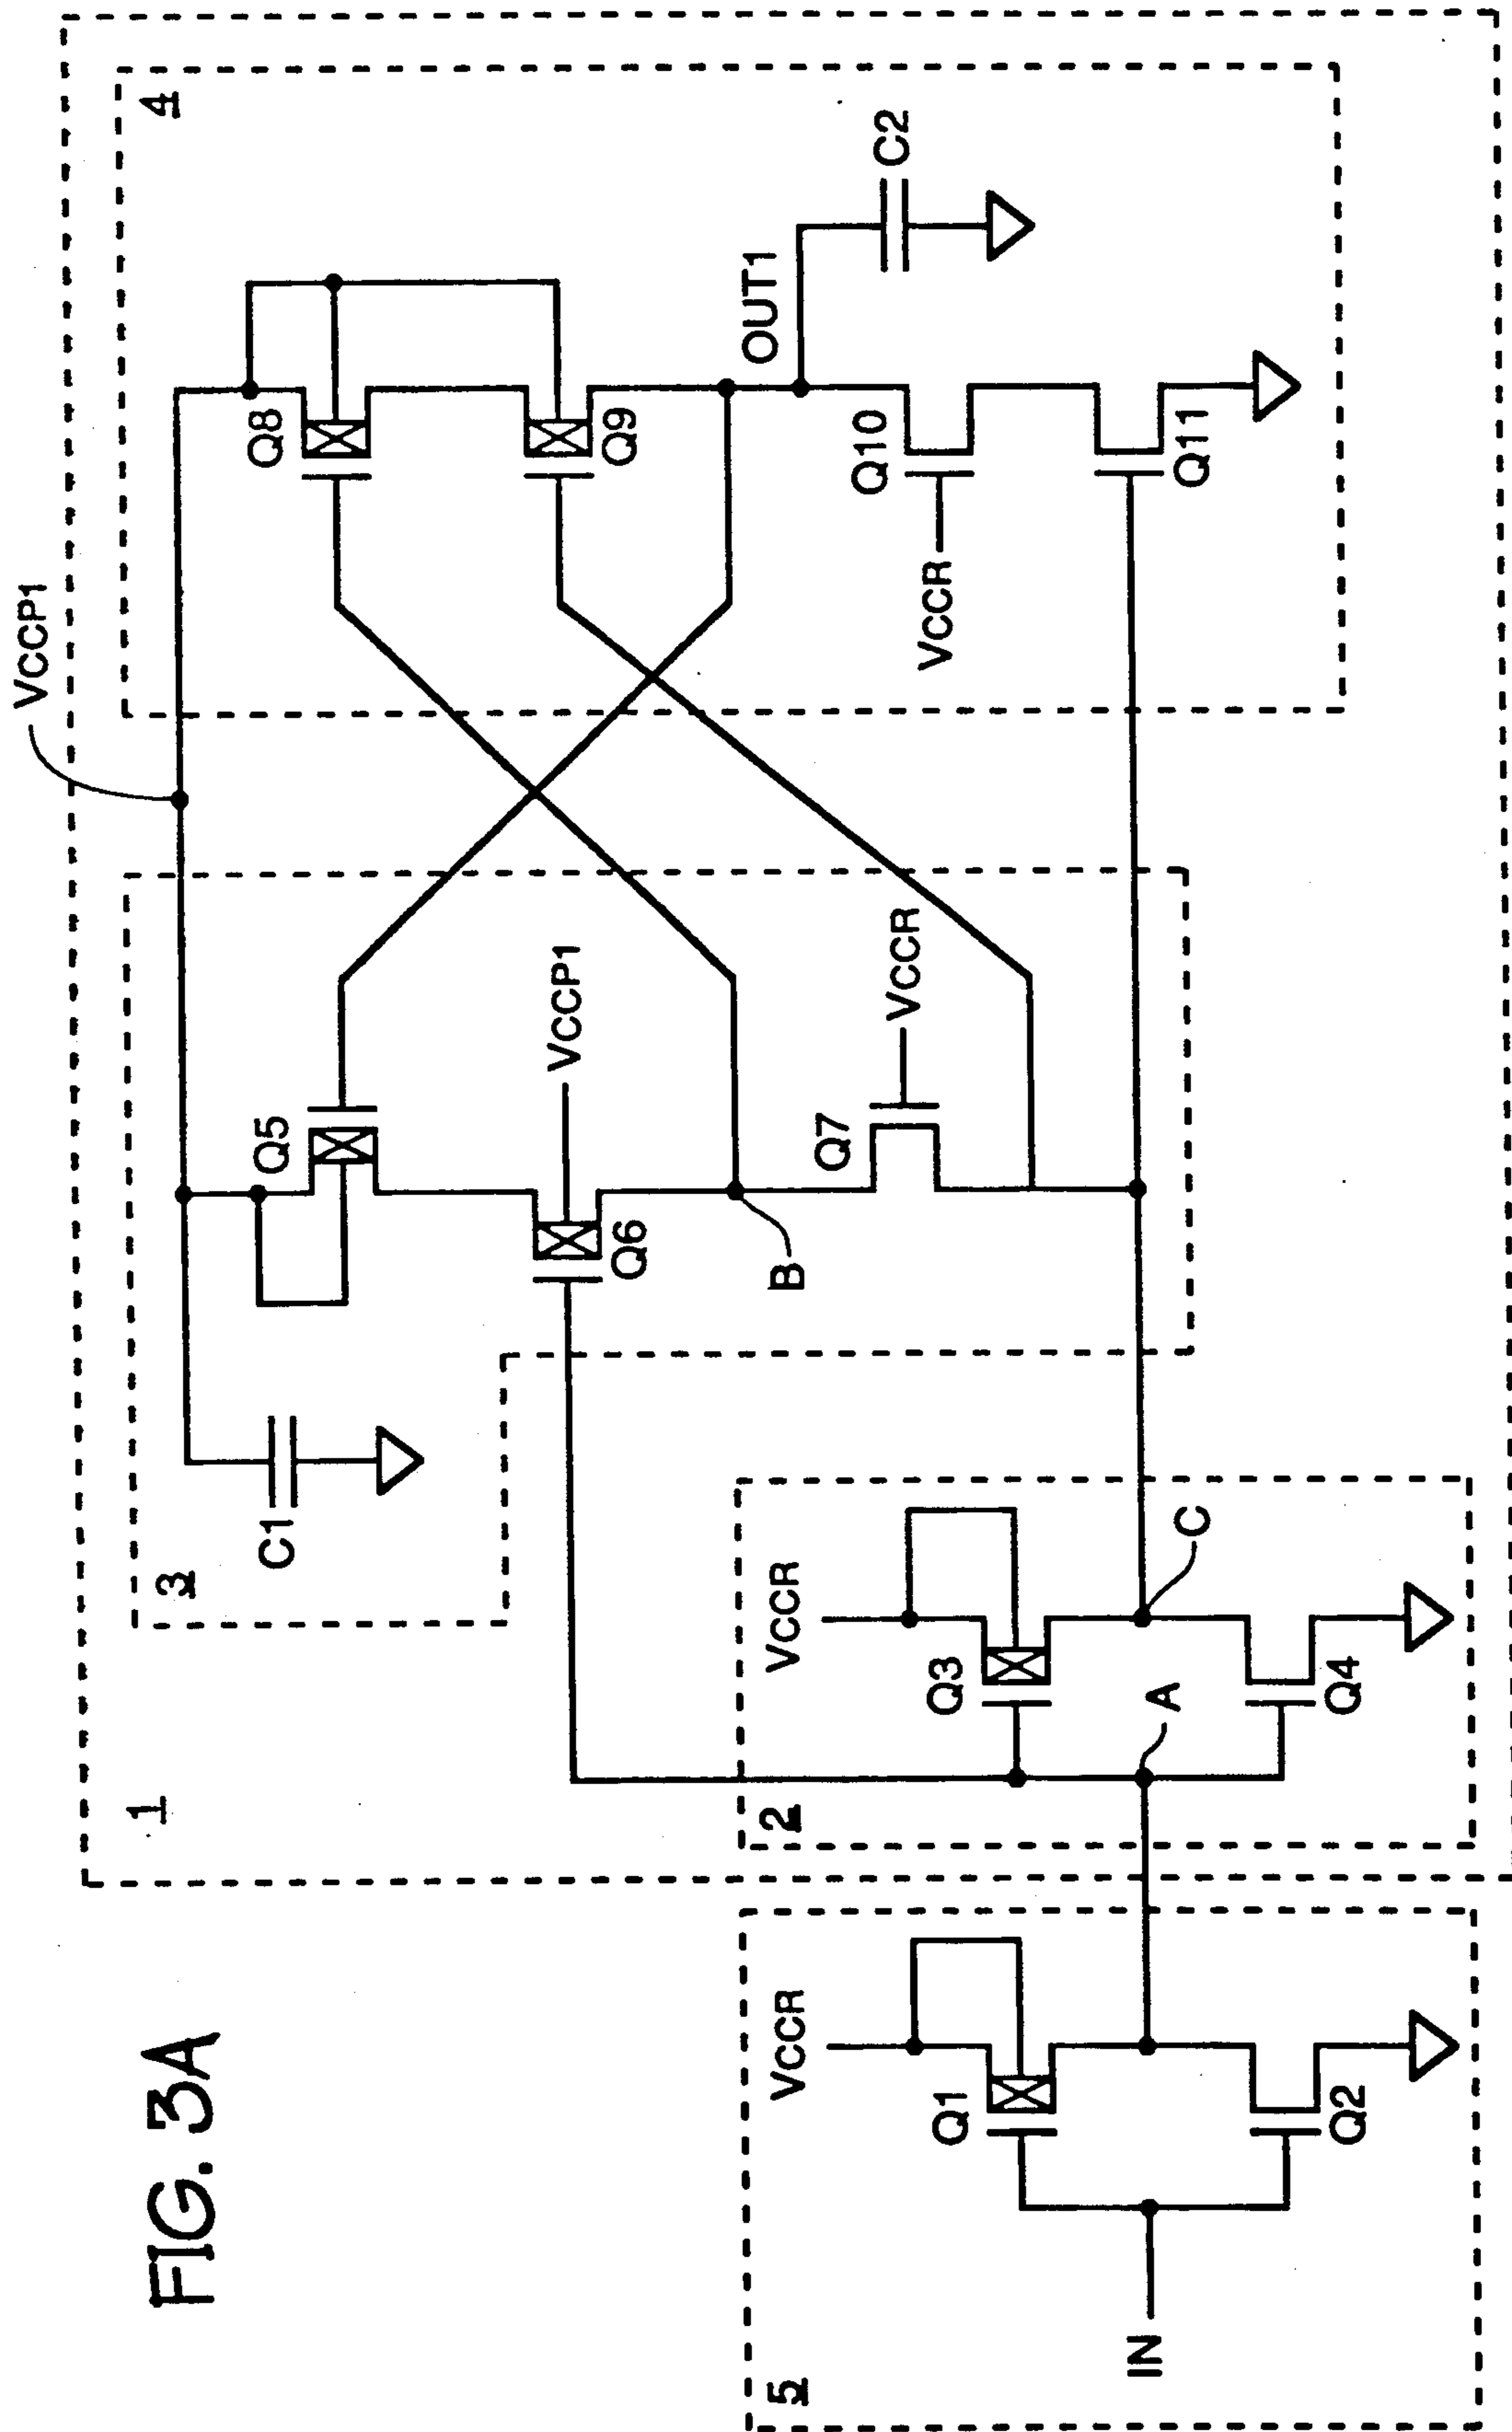 FIG. 3A
1
VCCP1
3
C1
Q5
Q6
VCCP1
B
Q7
VCCR
4
Q8
Q9
OUT1
C2
Q10
VCCR
Q11
2
VCCR
Q3
A
C
Q4
5
VCCR
Q1
IN
Q2